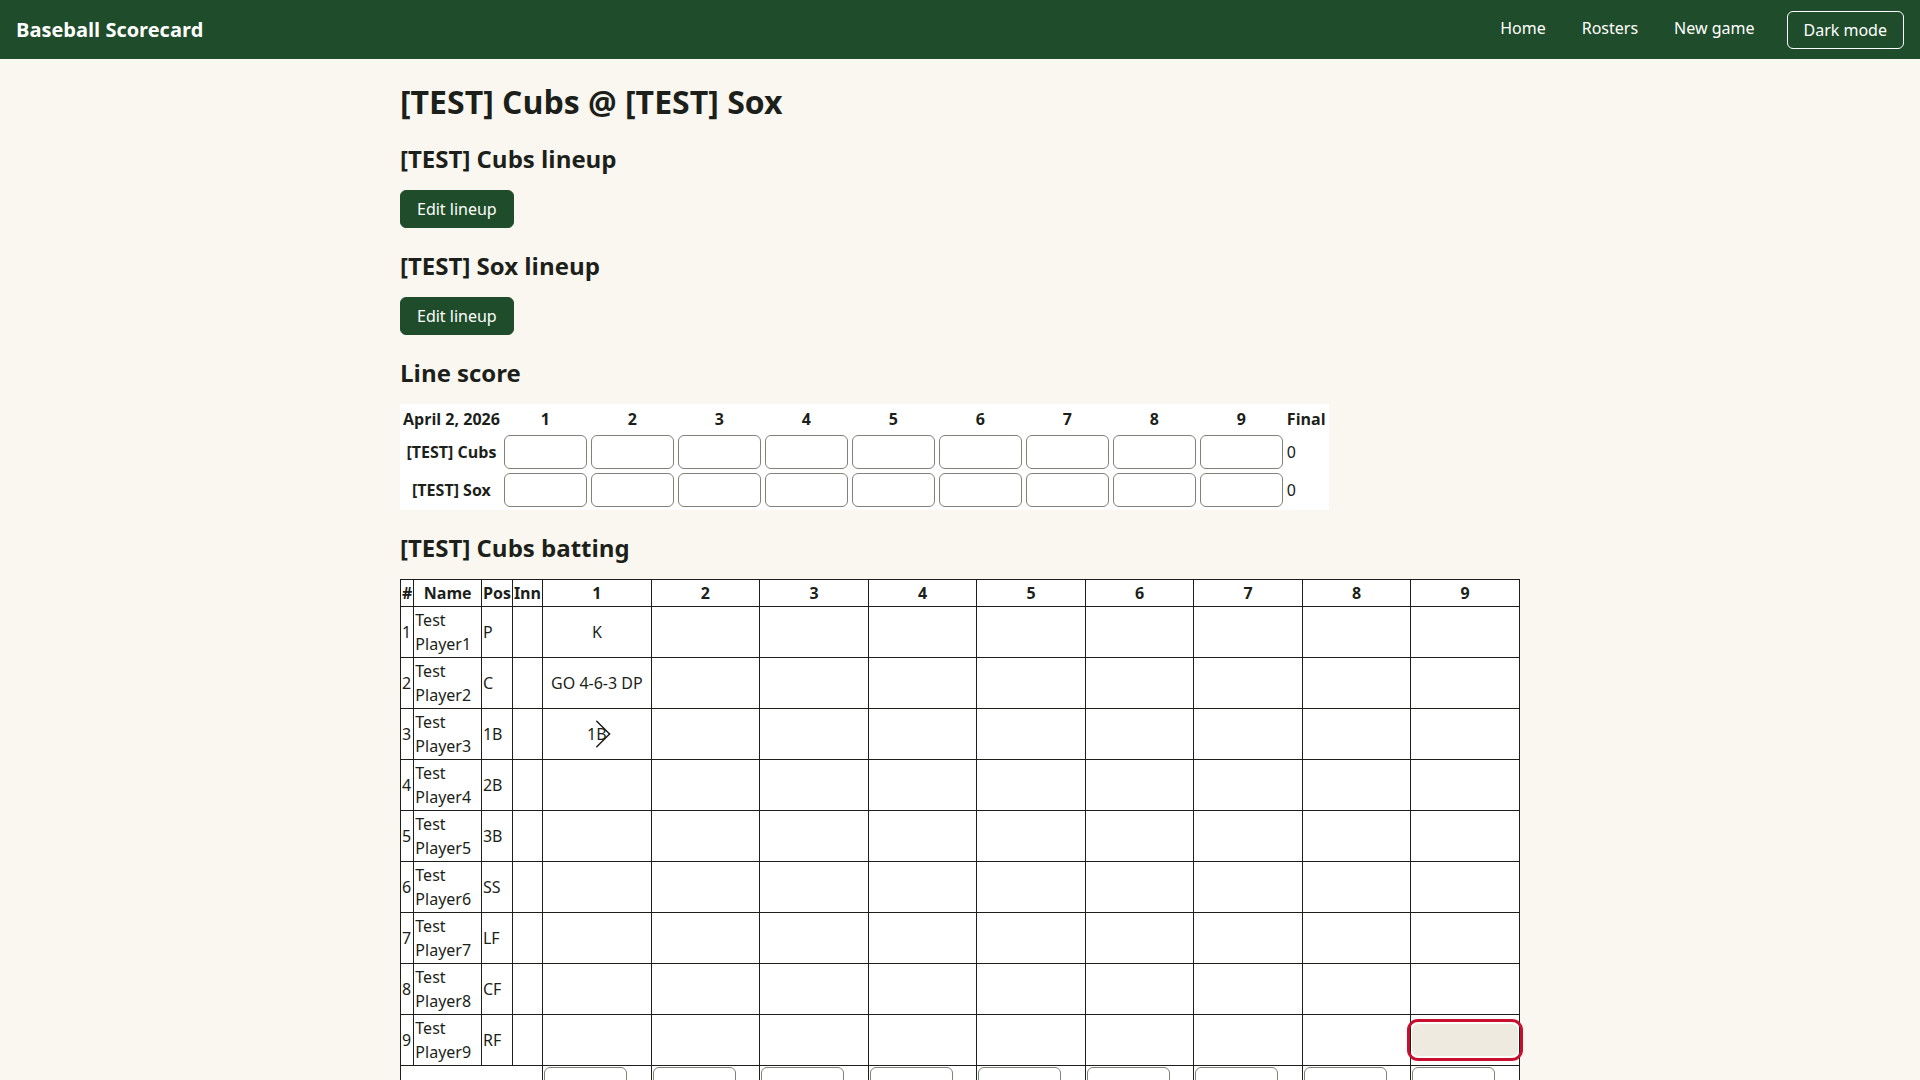 Baseball Scorecard Home Rosters New game Dark mode
[TEST] Cubs @ [TEST] Sox
[TEST] Cubs lineup
Edit lineup
[TEST] Sox lineup
Edit lineup
Line score
April 2, 2026 1 2 3 4 5 6 7 8 9 Final
[TEST] Cubs 0
[TEST] Sox 0
[TEST] Cubs batting
# Name Pos Inn 1 2 3 4 5 6 7 8 9
1 Test Player1 P K
2 Test Player2 C GO 4-6-3 DP
3 Test Player3 1B 1B
4 Test Player4 2B
5 Test Player5 3B
6 Test Player6 SS
7 Test Player7 LF
8 Test Player8 CF
9 Test Player9 RF